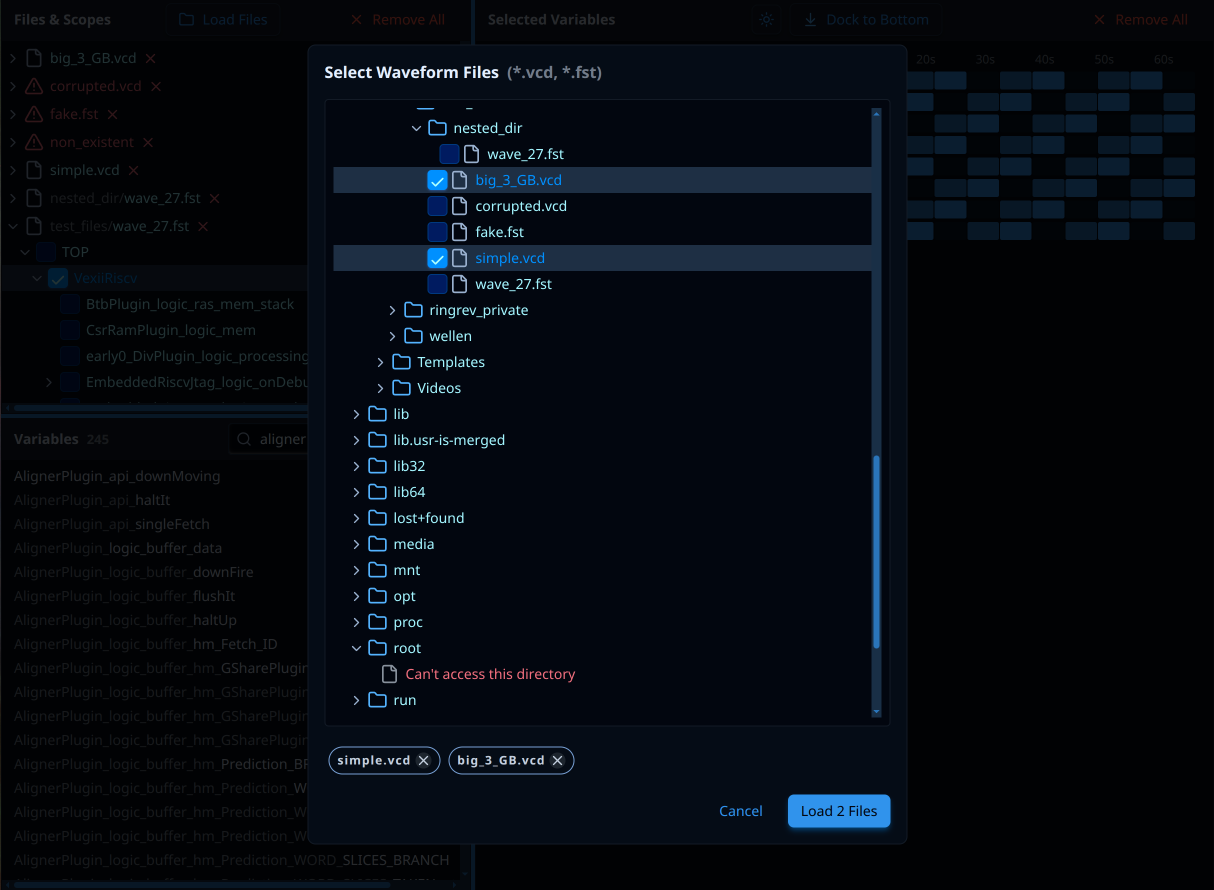 Files & Scopes
Load Files
Remove All
big_3_GB.vcd
corrupted.vcd
fake.fst
non_existent
simple.vcd
nested_dir/wave_27.fst
test_files/wave_27.fst
TOP
VexiiRiscv
BtbPlugin_logic_ras_mem_stack
CsrRamPlugin_logic_mem
early0_DivPlugin_logic_processing
EmbeddedRiscvJtag_logic_onDebu
Variables 245
aligner
AlignerPlugin_api_downMoving
AlignerPlugin_api_haltIt
AlignerPlugin_api_singleFetch
AlignerPlugin_logic_buffer_data
AlignerPlugin_logic_buffer_downFire
AlignerPlugin_logic_buffer_flushIt
AlignerPlugin_logic_buffer_haltUp
AlignerPlugin_logic_buffer_hm_Fetch_ID
AlignerPlugin_logic_buffer_hm_GSharePlugin
AlignerPlugin_logic_buffer_hm_GSharePlugin
AlignerPlugin_logic_buffer_hm_GSharePlugin
AlignerPlugin_logic_buffer_hm_GSharePlugin
AlignerPlugin_logic_buffer_hm_Prediction_BR
AlignerPlugin_logic_buffer_hm_Prediction_W
AlignerPlugin_logic_buffer_hm_Prediction_W
AlignerPlugin_logic_buffer_hm_Prediction_W
AlignerPlugin_logic_buffer_hm_Prediction_WORD_SLICES_BRANCH
Selected Variables
Dock to Bottom
Remove All
20s 30s 40s 50s 60s
Select Waveform Files (*.vcd, *.fst)
nested_dir
wave_27.fst
big_3_GB.vcd
corrupted.vcd
fake.fst
simple.vcd
wave_27.fst
ringrev_private
wellen
Templates
Videos
lib
lib.usr-is-merged
lib32
lib64
lost+found
media
mnt
opt
proc
root
Can't access this directory
run
simple.vcd
big_3_GB.vcd
Cancel
Load 2 Files